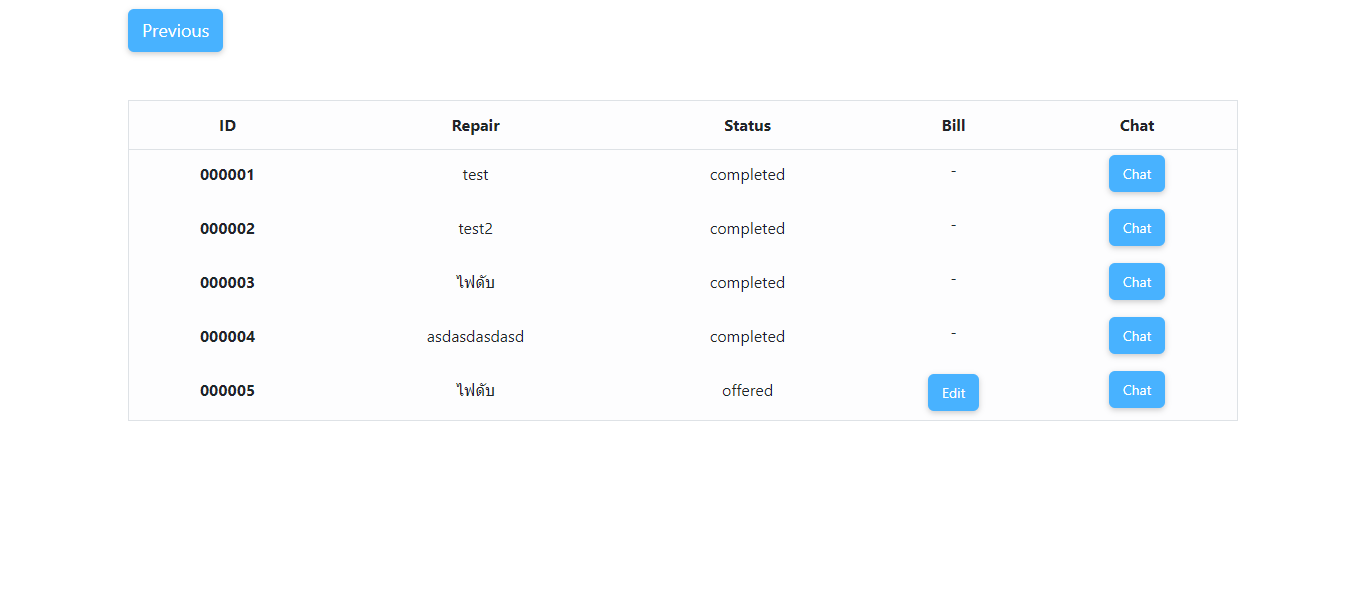 Previous
ID Repair Status Bill Chat
000001 test completed - Chat
000002 test2 completed - Chat
000003 ไฟดับ completed - Chat
000004 asdasdasdasd completed - Chat
000005 ไฟดับ offered Edit Chat